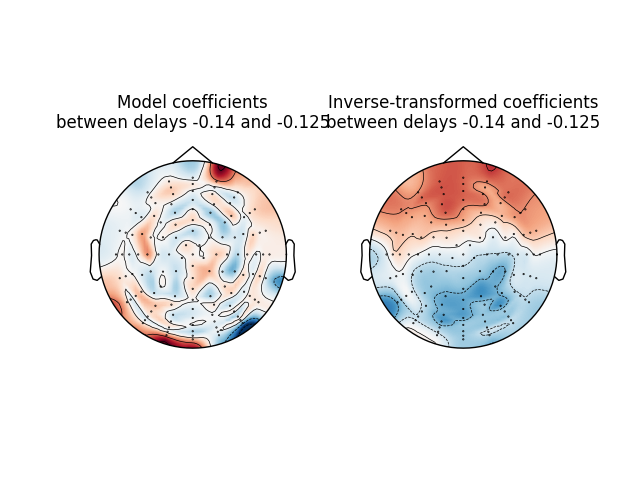 Model coefficients
between delays -0.14 and -0.125
Inverse-transformed coefficients
between delays -0.14 and -0.125